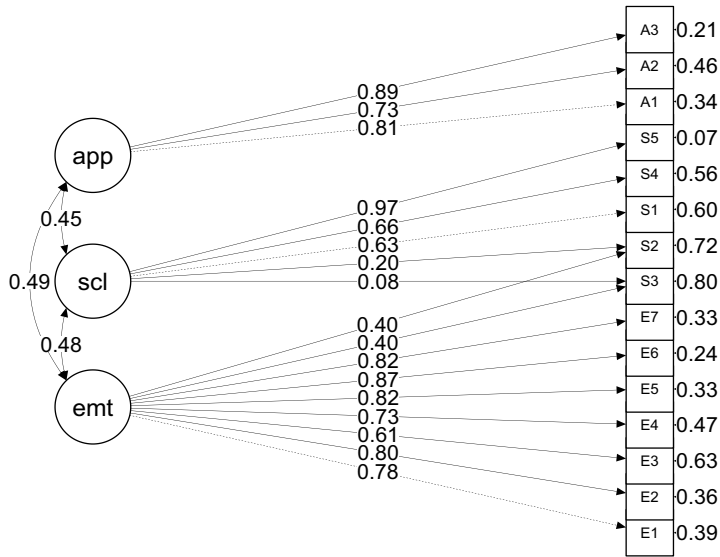 A3 0.21
A2 0.46
0.89
0.73
A1 0.34
0.81
S5 0.07
app
S4 0.56
0.97
S1 0.60
0.45
0.66
0.63
S2 0.72
0.20
scl
0.49
0.08
S3 0.80
0.40
E7 0.33
0.48
0.40
0.82
E6 0.24
0.87
E5 0.33
0.82
emt
0.73
E4 0.47
0.61
0.80
E3 0.63
0.78
E2 0.36
E1 0.39